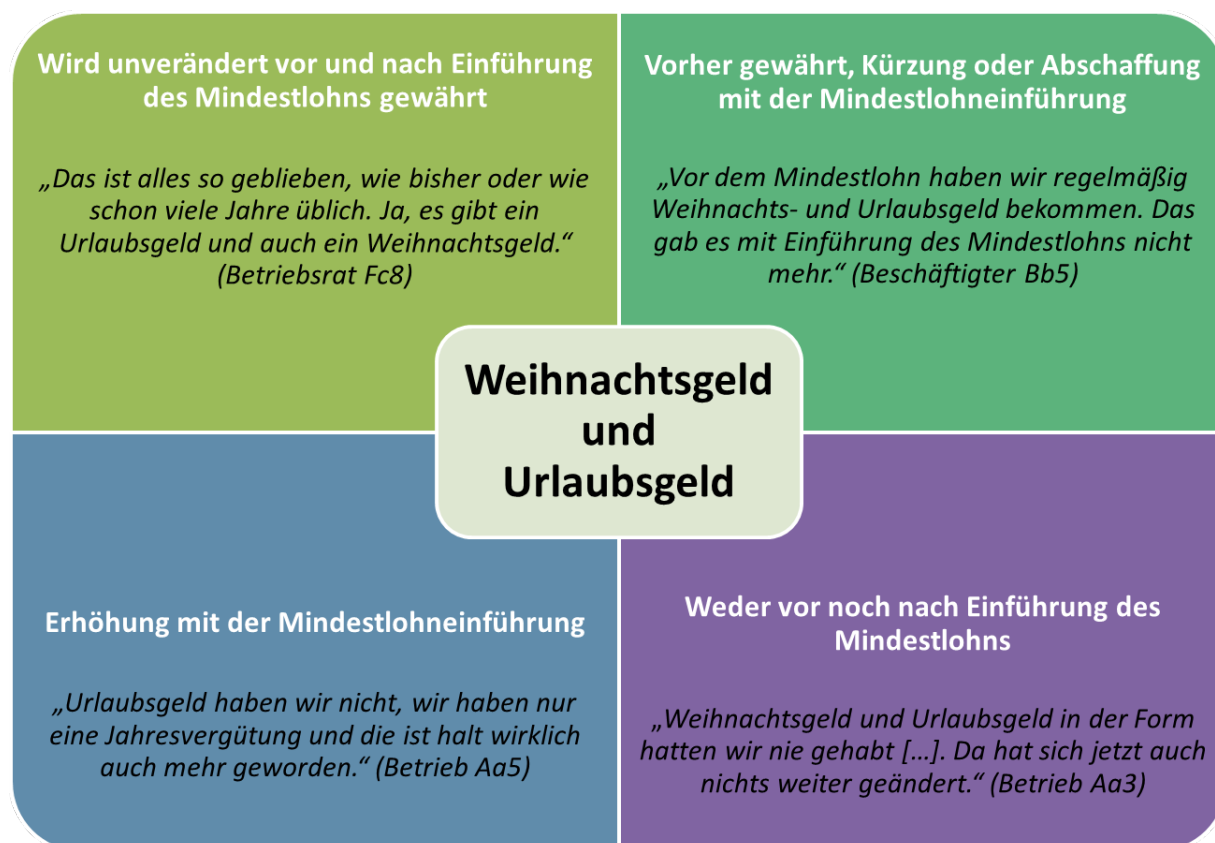 Wird unverändert vor und nach Einführung
des Mindestlohns gewährt
„Das ist alles so geblieben, wie bisher oder wie
schon viele Jahre üblich. Ja, es gibt ein
Urlaubsgeld und auch ein Weihnachtsgeld.“
(Betriebsrat Fc8)
Vorher gewährt, Kürzung oder Abschaffung
mit der Mindestlohneinführung
„Vor dem Mindestlohn haben wir regelmäßig
Weihnachts- und Urlaubsgeld bekommen. Das
gab es mit Einführung des Mindestlohns nicht
mehr.“ (Beschäftigter Bb5)
Weihnachtsgeld
und
Urlaubsgeld
Erhöhung mit der Mindestlohneinführung
„Urlaubsgeld haben wir nicht, wir haben nur
eine Jahresvergütung und die ist halt wirklich
auch mehr geworden.“ (Betrieb Aa5)
Weder vor noch nach Einführung des
Mindestlohns
„Weihnachtsgeld und Urlaubsgeld in der Form
hatten wir nie gehabt […]. Da hat sich jetzt auch
nichts weiter geändert.“ (Betrieb Aa3)